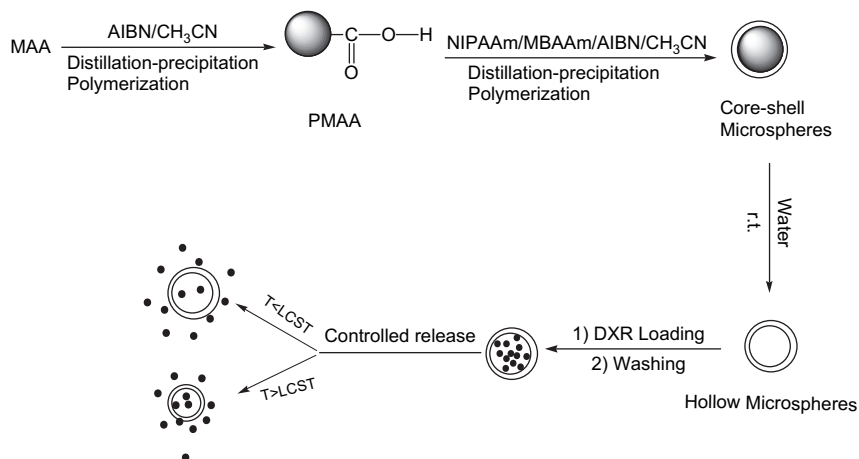 MAA
AIBN/CH3CN
Distillation-precipitation
Polymerization
C—O—H
O
PMAA
NIPAAm/MBAAm/AIBN/CH3CN
Distillation-precipitation
Polymerization
Core-shell
Microspheres
Water
r.t.
Hollow Microspheres
1) DXR Loading
2) Washing
Controlled release
T<LCST
T>LCST